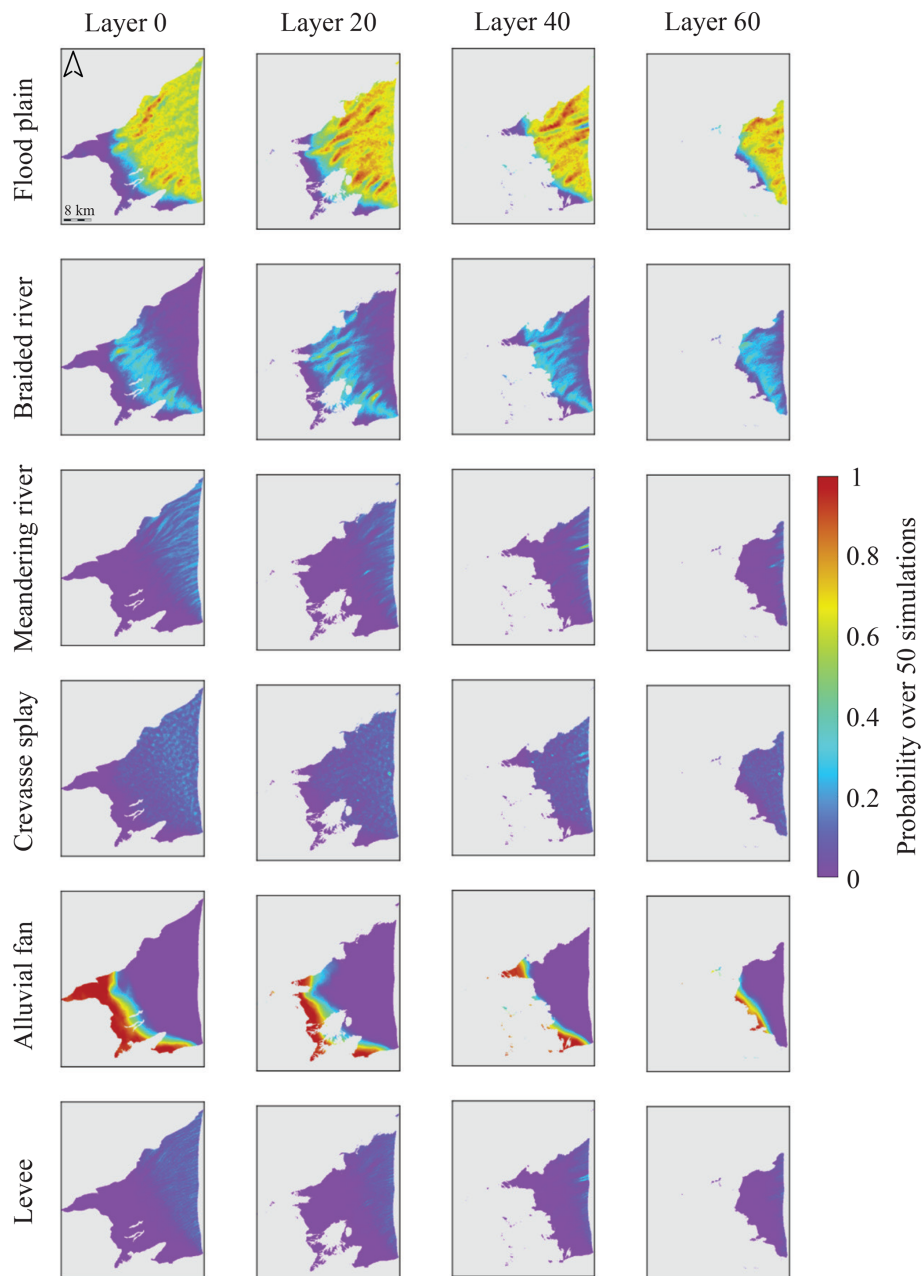 Layer 0
Layer 20
Layer 40
Layer 60
Flood plain
8 km
Braided river
Meandering river
Crevasse splay
Alluvial fan
Levee
1
0.8
0.6
0.4
0.2
0
Probability over 50 simulations